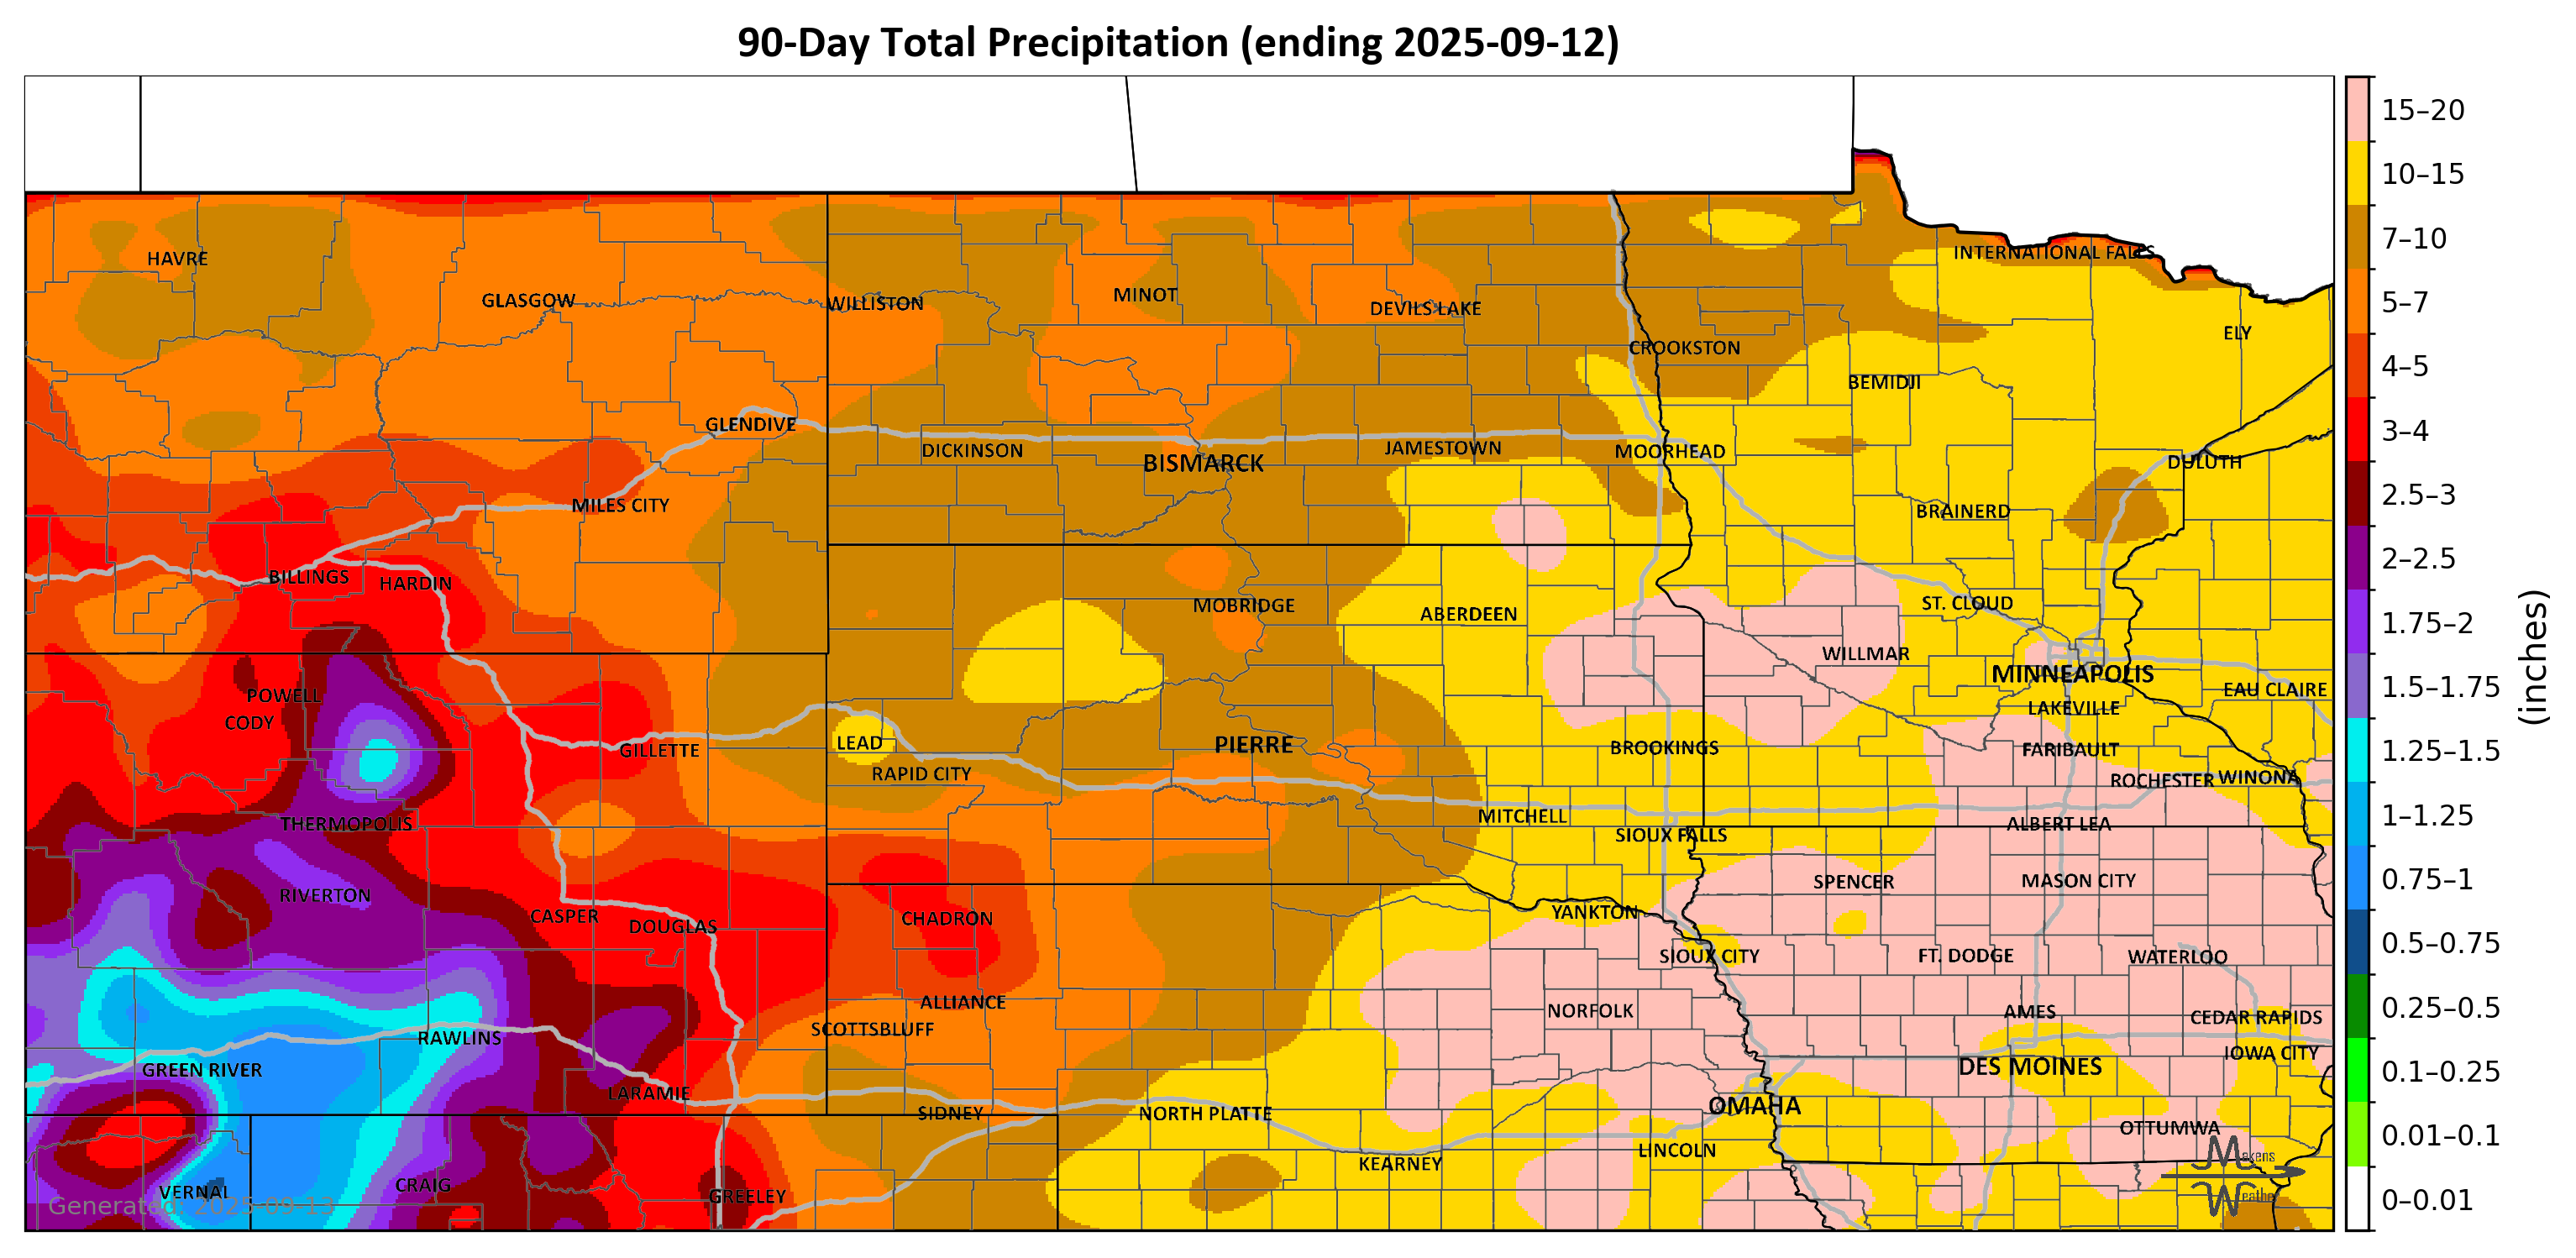 90-Day Total Precipitation (ending 2025-09-12)
15–20
10–15
7–10
5–7
4–5
3–4
2.5–3
2–2.5
1.75–2
1.5–1.75
1.25–1.5
1–1.25
0.75–1
0.5–0.75
0.25–0.5
0.1–0.25
0.01–0.1
0–0.01
(inches)
HAVRE
INTERNATIONAL FALLS
GLASGOW
WILLISTON
MINOT
DEVILS LAKE
ELY
CROOKSTON
BEMIDJI
GLENDIVE
DICKINSON
BISMARCK
JAMESTOWN
MOORHEAD
DULUTH
MILES CITY
BRAINERD
BILLINGS
HARDIN
MOBRIDGE
ABERDEEN
ST. CLOUD
WILLMAR
MINNEAPOLIS
POWELL
CODY
EAU CLAIRE
LAKEVILLE
GILLETTE
LEAD
PIERRE
BROOKINGS
FARIBAULT
RAPID CITY
ROCHESTER
WINONA
THERMOPOLIS
MITCHELL
SIOUX FALLS
ALBERT LEA
RIVERTON
SPENCER
MASON CITY
CASPER
DOUGLAS
CHADRON
YANKTON
SIOUX CITY
FT. DODGE
WATERLOO
ALLIANCE
SCOTTSBLUFF
NORFOLK
AMES
CEDAR RAPIDS
RAWLINS
IOWA CITY
GREEN RIVER
DES MOINES
LARAMIE
SIDNEY
NORTH PLATTE
OMAHA
OTTUMWA
LINCOLN
KEARNEY
VERNAL
CRAIG
GREELEY
Generated: 2025-09-13
Makens
Weather